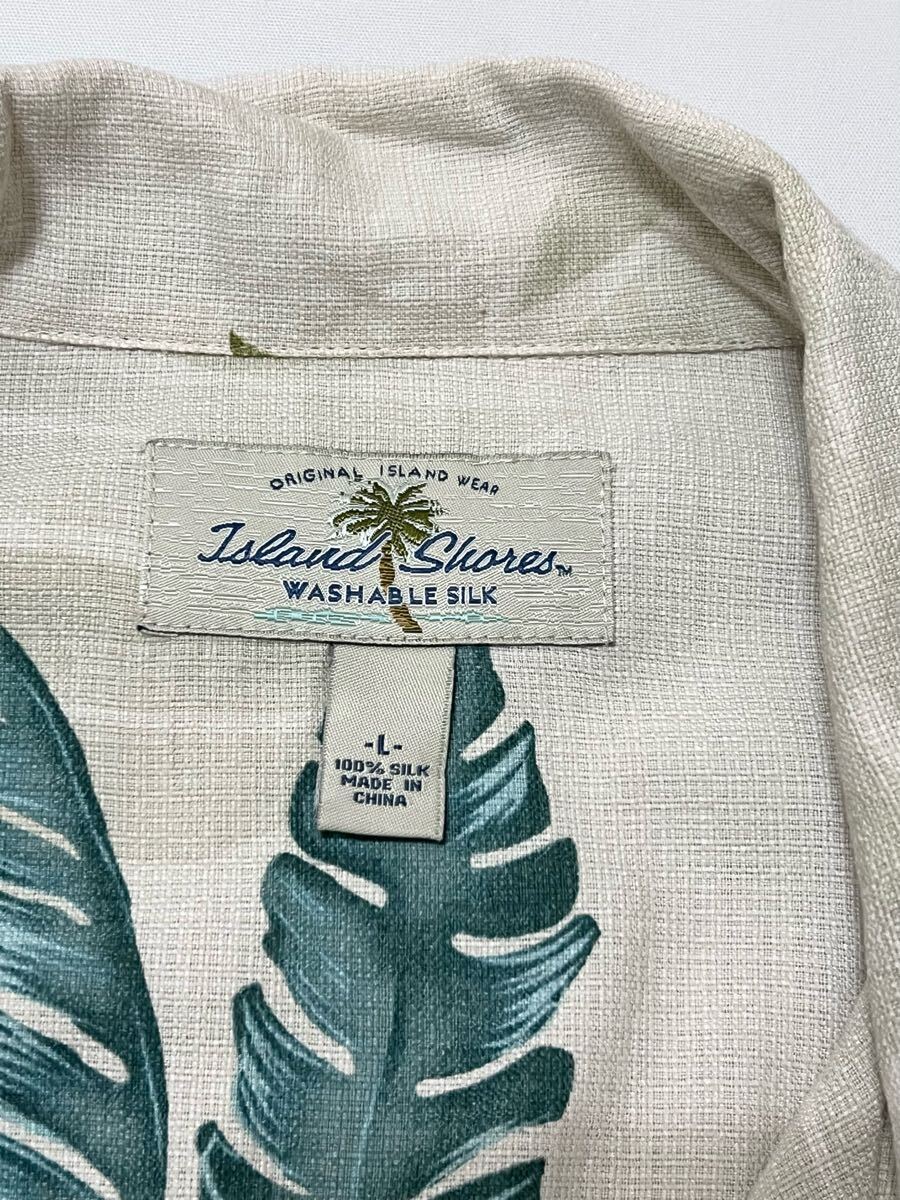 ORIGINAL ISLAND WEAR
Island Shores™
WASHABLE SILK
-L-
100% SILK
MADE IN
CHINA